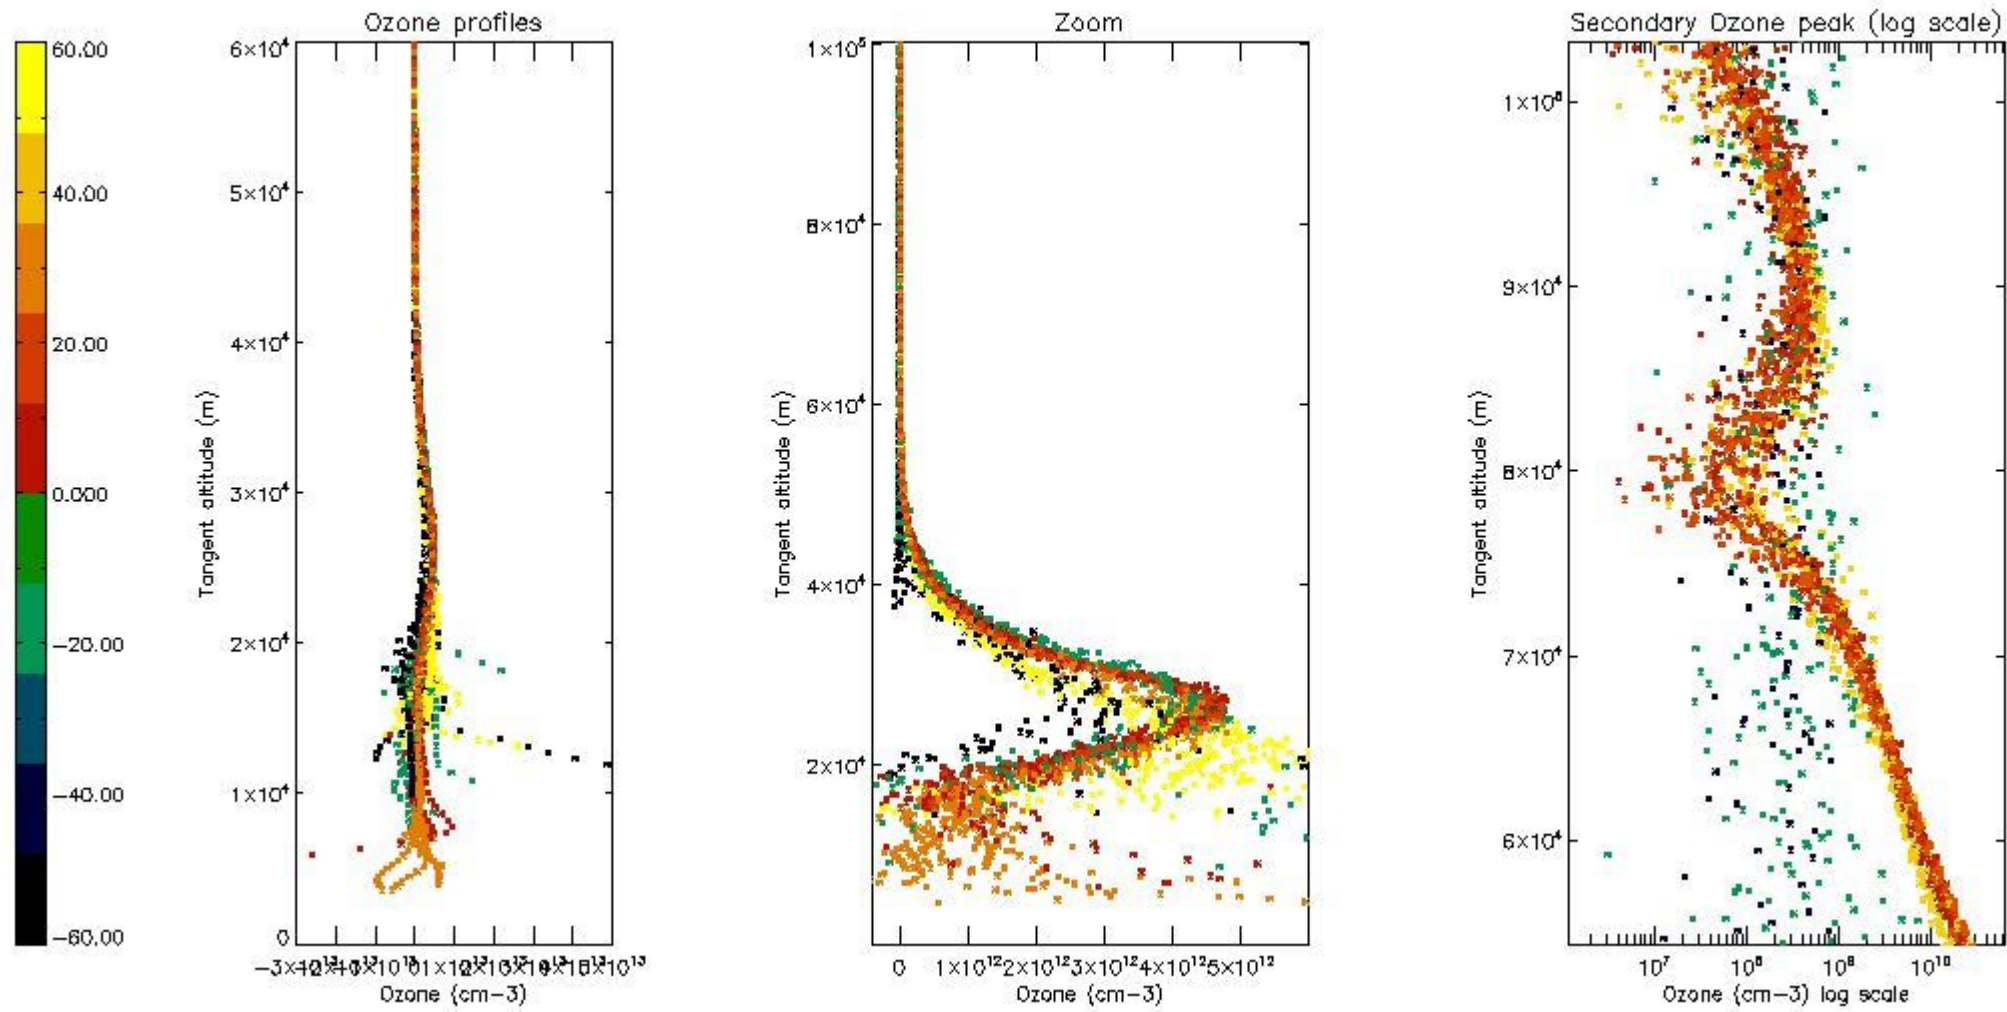 Ozone profiles
Zoom
Secondary Ozone peak (log scale)
60.00
40.00
20.00
-20.00
-40.00
-60.00
6×10⁴
5×10⁴
4×10⁴
3×10⁴
2×10⁴
1×10⁴
0
Tangent altitude (m)
Ozone (cm-3)
1×10⁵
8×10⁴
6×10⁴
4×10⁴
2×10⁴
Tangent altitude (m)
0 1×10¹² 2×10¹² 3×10¹² 4×10¹² 5×10¹²
Ozone (cm-3)
9×10⁴
8×10⁴
7×10⁴
6×10⁴
Tangent altitude (m)
10⁷ 10⁸ 10⁹ 10¹⁰
Ozone (cm-3) log scale